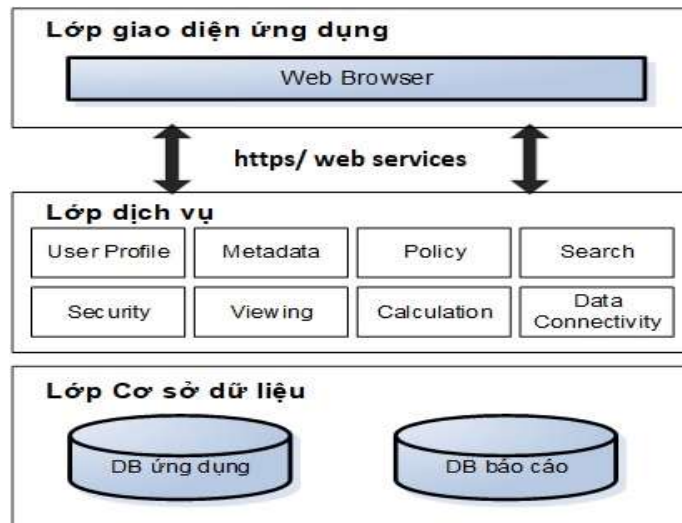 Lớp giao diện ứng dụng
Web Browser
https/ web services
Lớp dịch vụ
User Profile
Metadata
Policy
Search
Security
Viewing
Calculation
Data
Connectivity
Lớp Cơ sở dữ liệu
DB ứng dụng
DB báo cáo